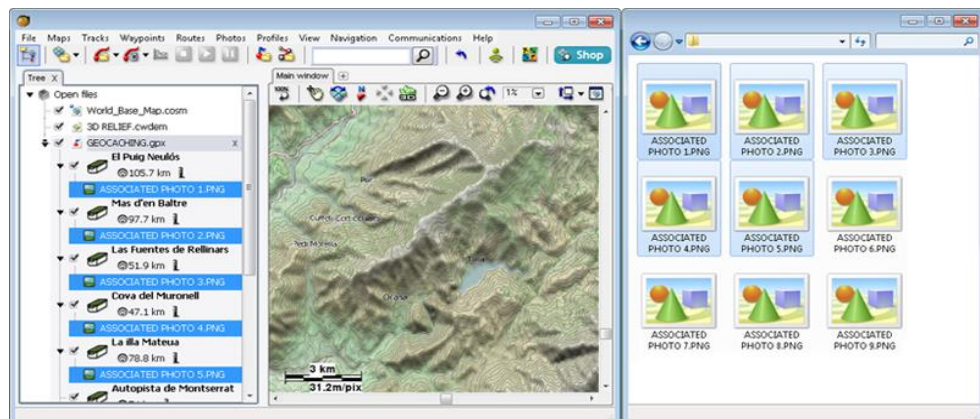 File Maps Tracks Waypoints Routes Photos Profiles View Navigation Communications Help
Shop
Tree X
Open files
World_Base_Map.cosm
3D RELIEF.cwdem
GEOCACHING.gpx x
El Puig Neulós
105.7 km
ASSOCIATED PHOTO 1.PNG
Mas d'en Baltre
97.7 km
ASSOCIATED PHOTO 2.PNG
Las Fuentes de Rellinars
51.9 km
ASSOCIATED PHOTO 3.PNG
Cova del Muronell
47.1 km
ASSOCIATED PHOTO 4.PNG
La illa Mateua
78.8 km
ASSOCIATED PHOTO 5.PNG
Autopista de Montserrat
Main window
100%
1%
3 km
31.2m/pix
ASSOCIATED
PHOTO 1.PNG
ASSOCIATED
PHOTO 2.PNG
ASSOCIATED
PHOTO 3.PNG
ASSOCIATED
PHOTO 4.PNG
ASSOCIATED
PHOTO 5.PNG
ASSOCIATED
PHOTO 6.PNG
ASSOCIATED
PHOTO 7.PNG
ASSOCIATED
PHOTO 8.PNG
ASSOCIATED
PHOTO 9.PNG